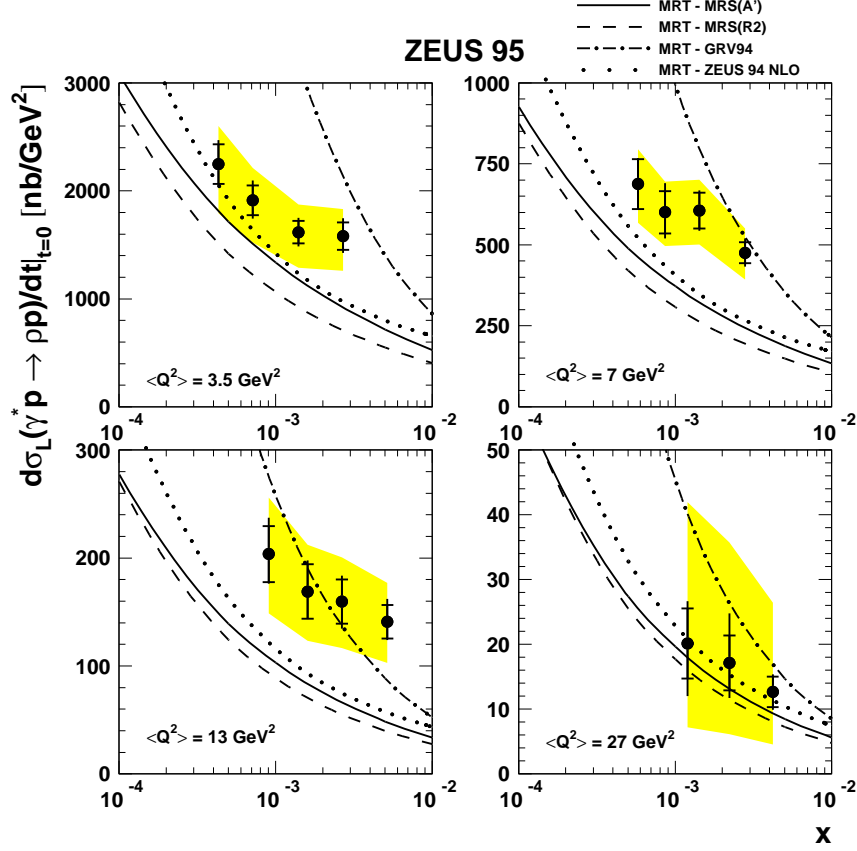 MRT - MRS(A')
MRT - MRS(R2)
MRT - GRV94
MRT - ZEUS 94 NLO
ZEUS 95
dσ_L(γ* p → ρp)/dt|_{t=0} [nb/GeV²]
3000
2000
1000
0
⟨Q²⟩ = 3.5 GeV²
10⁻⁴ 10⁻³ 10⁻²
1000
750
500
250
0
⟨Q²⟩ = 7 GeV²
10⁻⁴ 10⁻³ 10⁻²
300
200
100
0
⟨Q²⟩ = 13 GeV²
10⁻⁴ 10⁻³ 10⁻²
50
40
30
20
10
0
⟨Q²⟩ = 27 GeV²
10⁻⁴ 10⁻³ 10⁻²
x